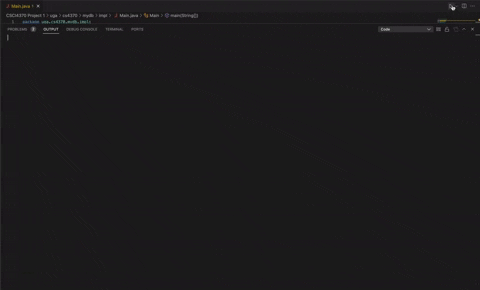 Main.java 1
CSCI4370 Project 1 > uga > cs4370 > mydb > impl > Main.java > Main > main(String[])
1 package uga.cs4370.mydb.impl;
PROBLEMS OUTPUT DEBUG CONSOLE TERMINAL PORTS
Code